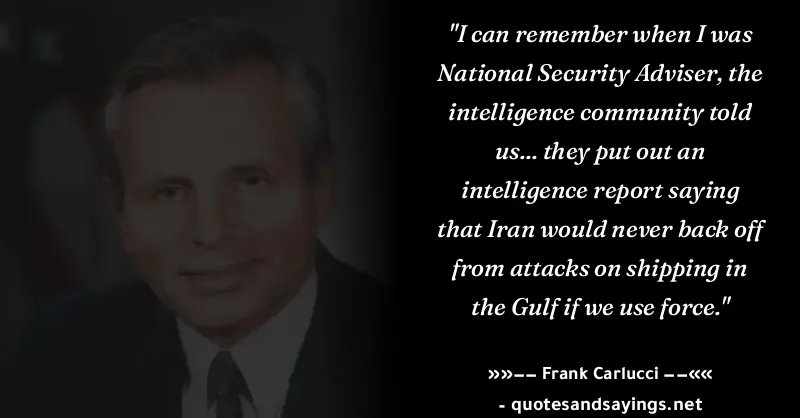 "I can remember when I was
National Security Adviser, the
intelligence community told
us... they put out an
intelligence report saying
that Iran would never back off
from attacks on shipping in
the Gulf if we use force."
»»–– Frank Carlucci ––««
- quotesandsayings.net